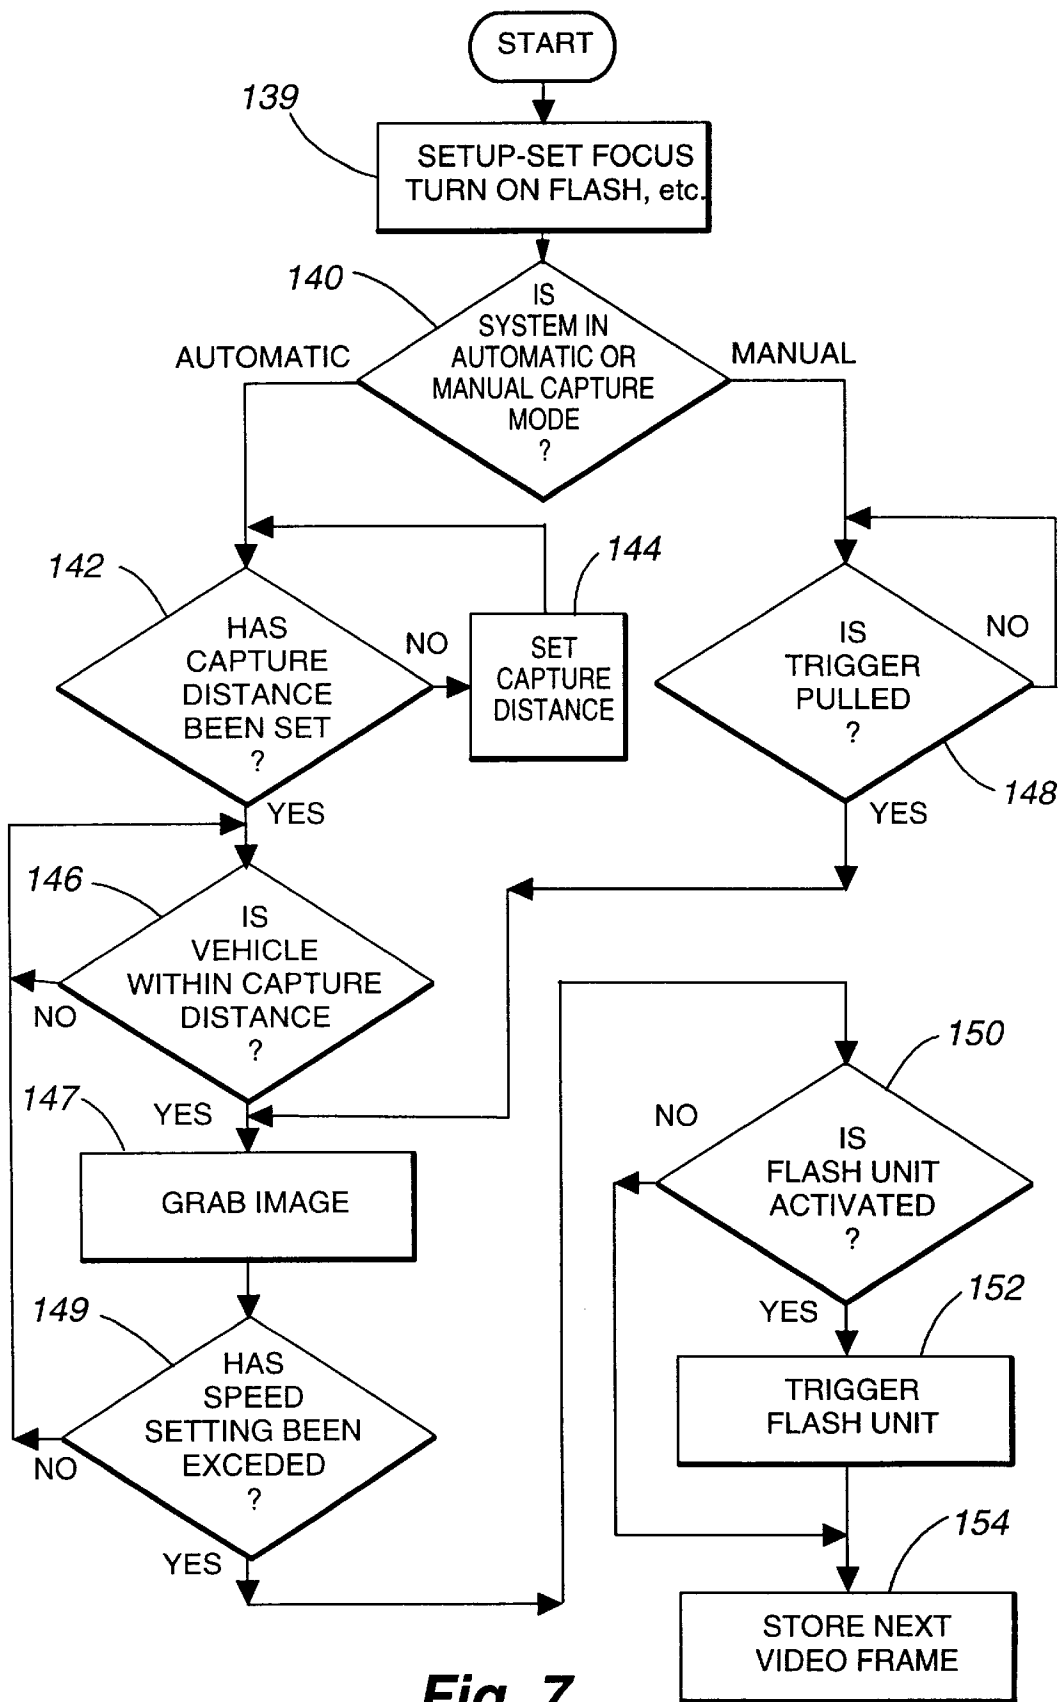 START
139
SETUP-SET FOCUS
TURN ON FLASH, etc.
140
IS
SYSTEM IN
AUTOMATIC OR
MANUAL CAPTURE
MODE
?
AUTOMATIC
MANUAL
142
HAS
CAPTURE
DISTANCE
BEEN SET
?
NO
YES
144
SET
CAPTURE
DISTANCE
IS
TRIGGER
PULLED
?
NO
148
YES
146
IS
VEHICLE
WITHIN CAPTURE
DISTANCE
?
NO
YES
147
GRAB IMAGE
149
HAS
SPEED
SETTING BEEN
EXCEDED
?
NO
YES
150
NO
IS
FLASH UNIT
ACTIVATED
?
YES
152
TRIGGER
FLASH UNIT
154
STORE NEXT
VIDEO FRAME
Fig. 7